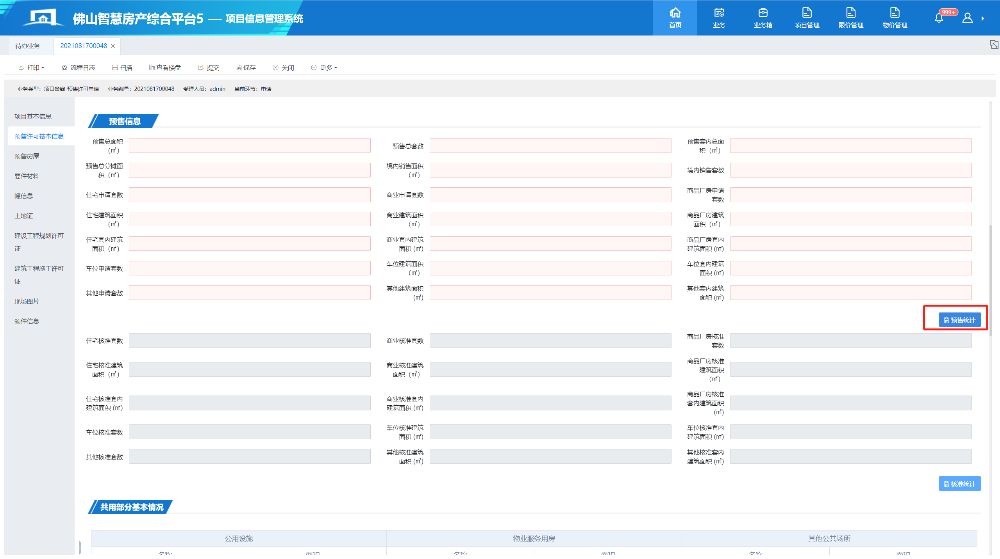 佛山智慧房产综合平台5 — 项目信息管理系统
首页 业务 业务箱 项目管理 限价管理 物价管理 999+
待办业务 2021081700048
打印 流程日志 扫描 查看楼盘 提交 保存 关闭 更多
业务类型：项目备案-预售许可申请 业务编号：2021081700048 受理人员：admin 当前环节：申请
项目基本信息
预售许可基本信息
预售房屋
要件材料
幢信息
土地证
建设工程规划许可
证
建筑工程施工许可
证
现场图片
领件信息
预售信息
预售总面积
（㎡）
预售总套数
预售套内总面
积（㎡）
预售总分摊面
积（㎡）
境内销售面积
（㎡）
境内销售套数
住宅申请套数
商业申请套数
商品厂房申请
套数
住宅建筑面积
（㎡）
商业建筑面积
（㎡）
商品厂房建筑
面积（㎡）
住宅套内建筑
面积（㎡）
商业套内建筑
面积 (㎡)
商品厂房套内
建筑面积 (㎡)
车位申请套数
车位建筑面积
（㎡）
车位套内建筑
面积 (㎡)
其他申请套数
其他建筑面积
(㎡)
其他套内建筑
面积 (㎡)
预售统计
住宅核准套数
商业核准套数
商品厂房核准
套数
住宅核准建筑
面积（㎡）
商业核准建筑
面积（㎡）
商品厂房核准
建筑面积
（㎡）
住宅核准套内
建筑面积 (㎡)
商业核准套内
建筑面积 (㎡)
商品厂房核准
套内建筑面积
(㎡)
车位核准套数
车位核准建筑
面积 (㎡)
车位核准套内
建筑面积 (㎡)
其他核准套数
其他核准建筑
面积 (㎡)
其他核准套内
建筑面积 (㎡)
核准统计
共用部分基本情况
公用设施 物业服务用房 其他公共场所
名称 面积 名称 面积 名称 面积